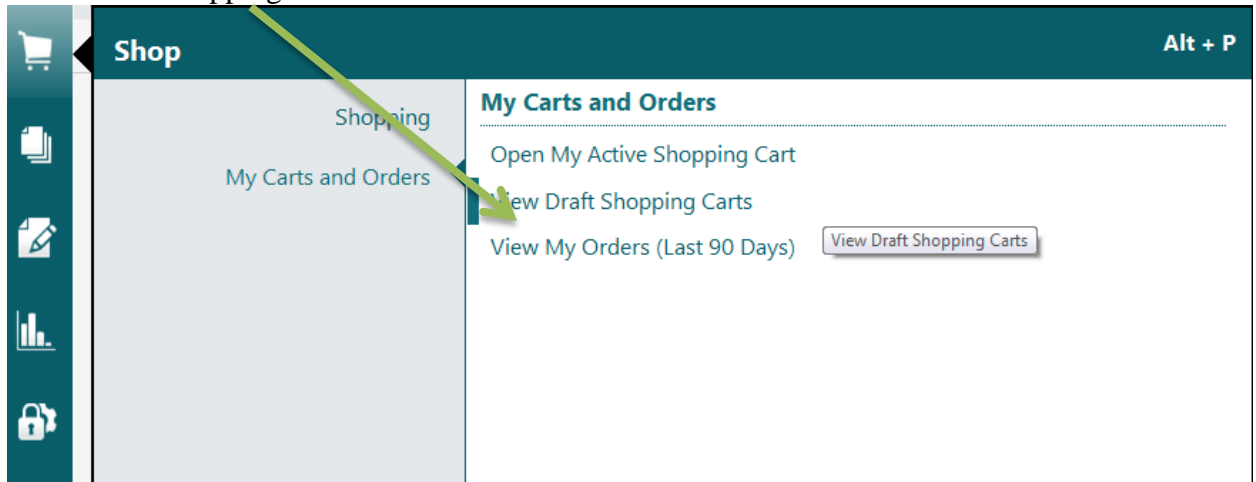 Shop
Alt + P
Shopping
My Carts and Orders
My Carts and Orders
Open My Active Shopping Cart
View Draft Shopping Carts
View My Orders (Last 90 Days)
View Draft Shopping Carts